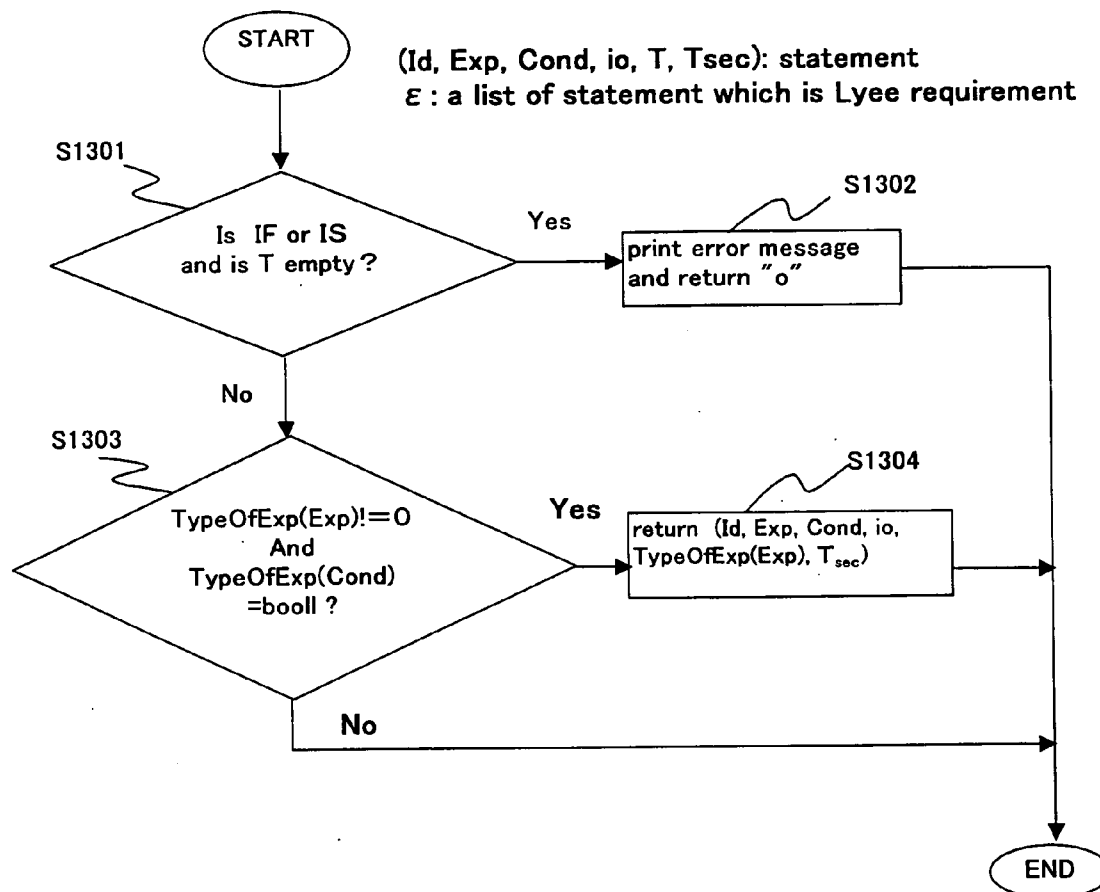 START
(Id, Exp, Cond, io, T, Tsec): statement
ε : a list of statement which is Lyee requirement
S1301
Is IF or IS
and is T empty?
Yes
S1302
print error message
and return "o"
No
S1303
TypeOfExp(Exp)!=O
And
TypeOfExp(Cond)
=booll ?
Yes
S1304
return (Id, Exp, Cond, io,
TypeOfExp(Exp), Tsec)
No
END